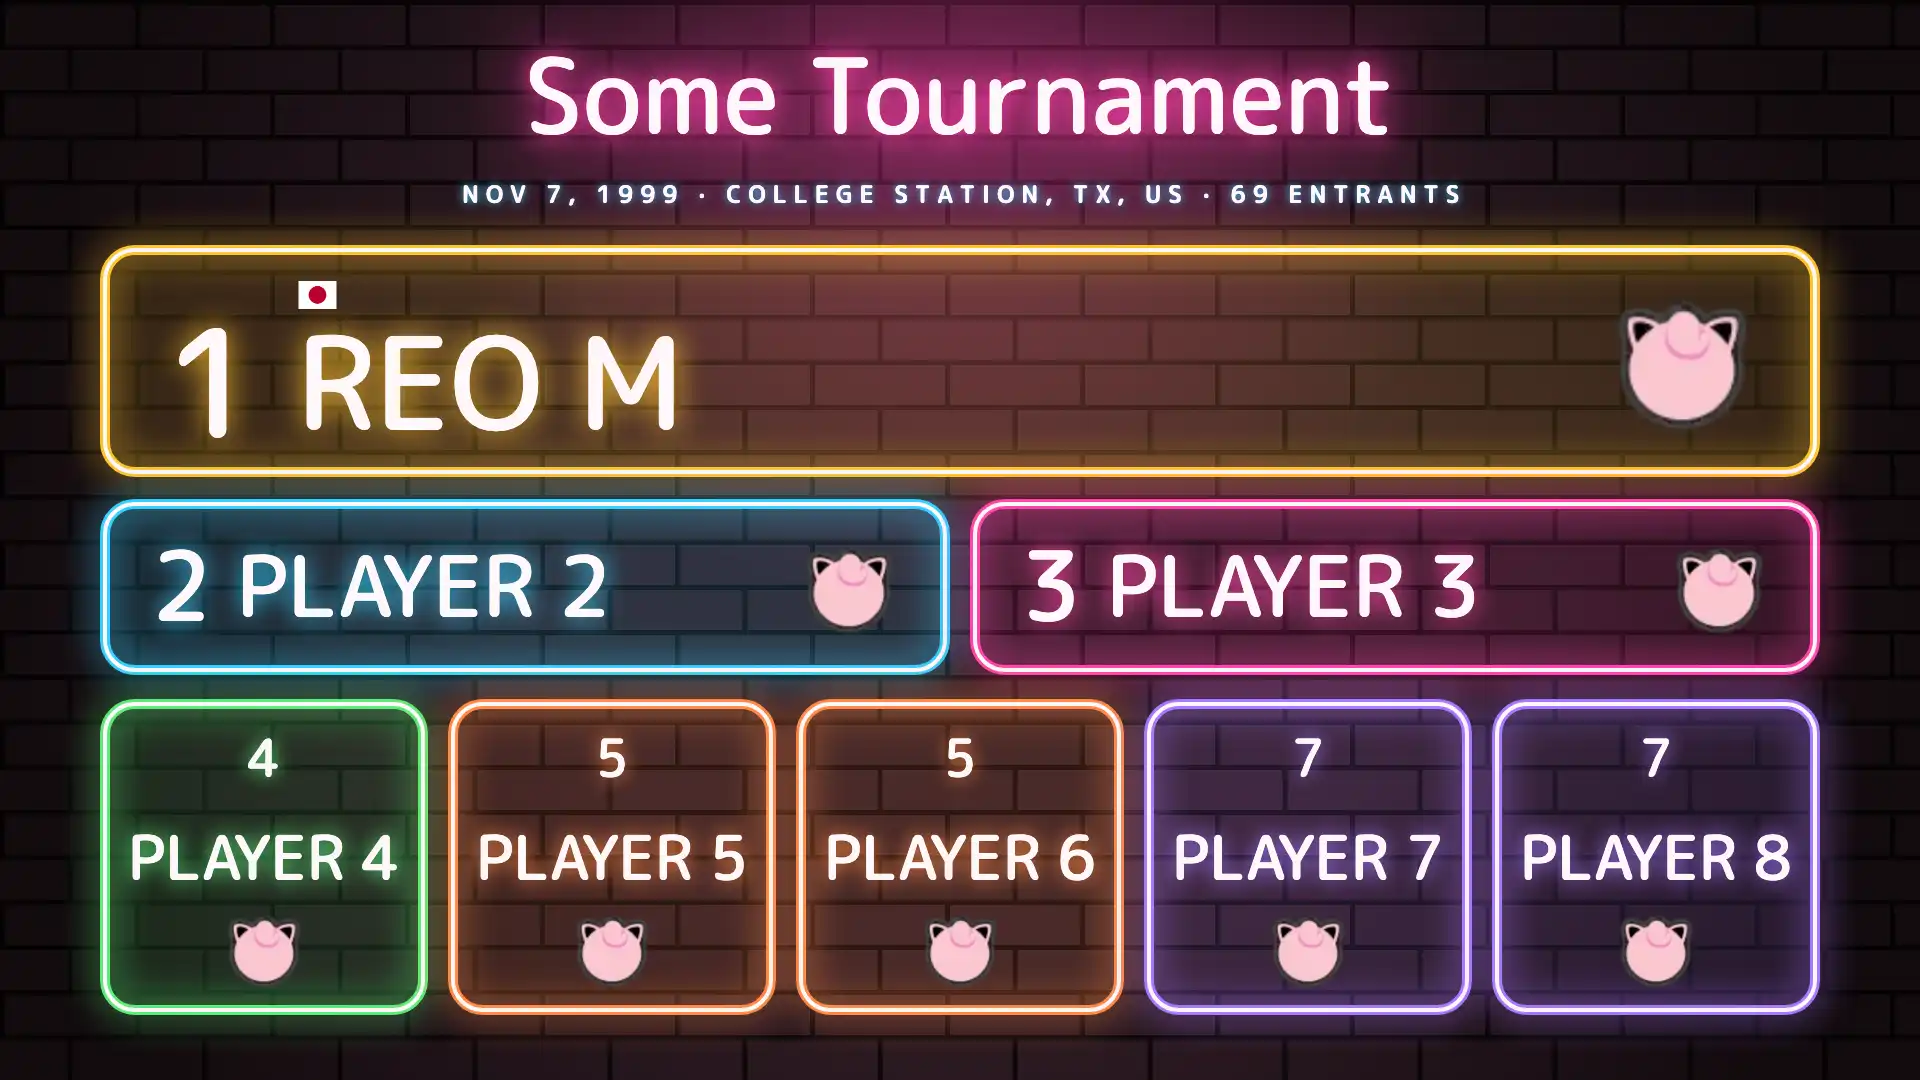 Some Tournament
NOV 7, 1999 · COLLEGE STATION, TX, US · 69 ENTRANTS
1 REO M
2 PLAYER 2
3 PLAYER 3
4
PLAYER 4
5
PLAYER 5
5
PLAYER 6
7
PLAYER 7
7
PLAYER 8